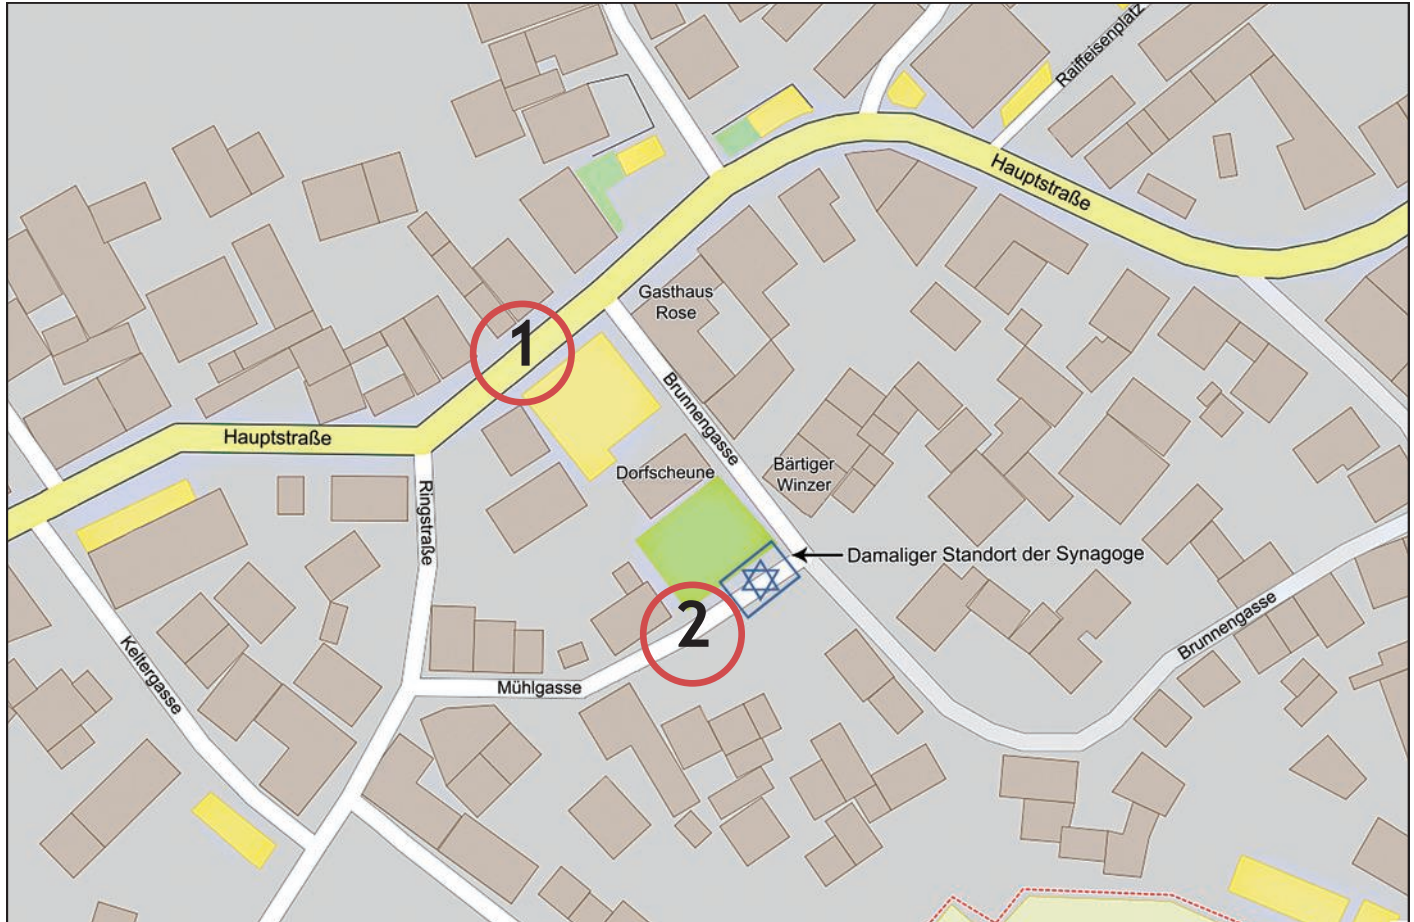 Raiffeisenplatz
Hauptstraße
Gasthaus
Rose
1
Brunnengasse
Hauptstraße
Dorfscheune
Bärtiger
Winzer
Ringstraße
Damaliger Standort der Synagoge
2
Brunnengasse
Keltergasse
Mühlgasse